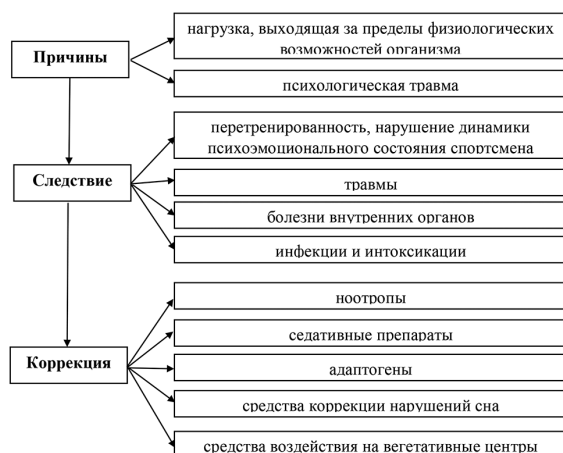 Причины
нагрузка, выходящая за пределы физиологических
возможностей организма
психологическая травма
Следствие
перетренированность, нарушение динамики
психоэмоционального состояния спортсмена
травмы
болезни внутренних органов
инфекции и интоксикации
Коррекция
ноотропы
седативные препараты
адаптогены
средства коррекции нарушений сна
средства воздействия на вегетативные центры